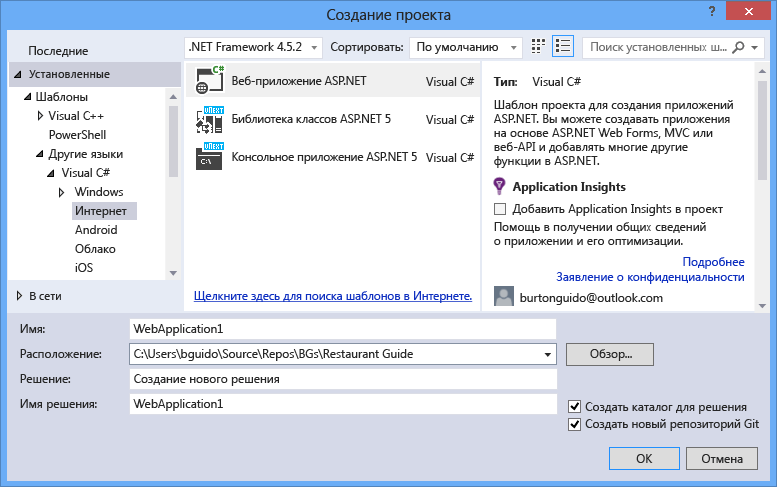 Создание проекта
?
Последние
.NET Framework 4.5.2
Сортировать:
По умолчанию
Поиск установленных ш...
Установленные
Шаблоны
Visual C++
PowerShell
Другие языки
Visual C#
Windows
Интернет
Android
Облако
iOS
В сети
C#
Веб-приложение ASP.NET
Visual C#
vNEXT
Библиотека классов ASP.NET 5
Visual C#
vNEXT
C:\
Консольное приложение ASP.NET 5
Visual C#
Щелкните здесь для поиска шаблонов в Интернете.
Тип: Visual C#
Шаблон проекта для создания приложений
ASP.NET. Вы можете создавать приложения
на основе ASP.NET Web Forms, MVC или
веб-API и добавлять многие другие
функции в ASP.NET.
Application Insights
Добавить Application Insights в проект
Помощь в получении общих сведений
о приложении и его оптимизации.
Подробнее
Заявление о конфиденциальности
burtonguido@outlook.com
Имя:
WebApplication1
Расположение:
C:\Users\bguido\Source\Repos\BGs\Restaurant Guide
Обзор...
Решение:
Создание нового решения
Имя решения:
WebApplication1
Создать каталог для решения
Создать новый репозиторий Git
OK
Отмена